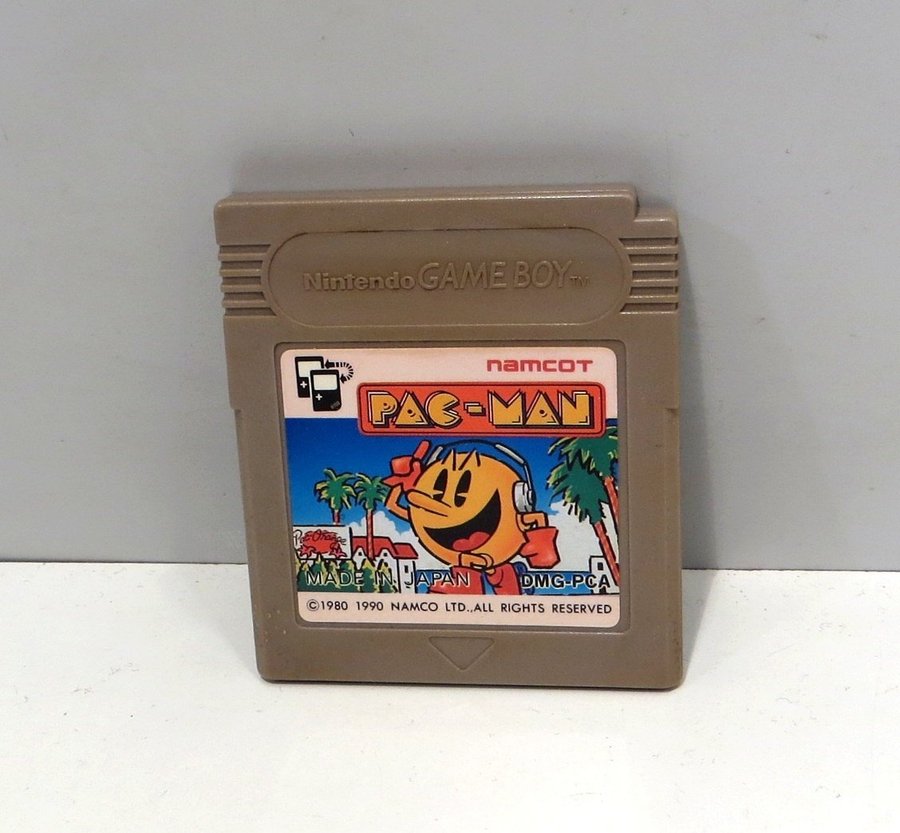 Nintendo GAME BOY TM
namcoT
PAC-MAN
MADE IN JAPAN DMG-PCA
©1980 1990 NAMCO LTD.,ALL RIGHTS RESERVED